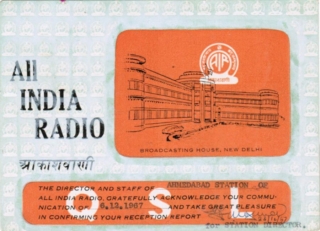 All
INDIA
RADIO
आकाशवाणी
AIR
BROADCASTING HOUSE, NEW DELHI
THE DIRECTOR AND STAFF OF AHMEDABAD STATION OF
ALL INDIA RADIO, GRATEFULLY ACKNOWLEDGE YOUR COMMUNI-
NICATION OF 6.12.1967 AND TAKE GREAT PLEASURE
IN CONFIRMING YOUR RECEPTION REPORT
for STATION DIRECTOR.